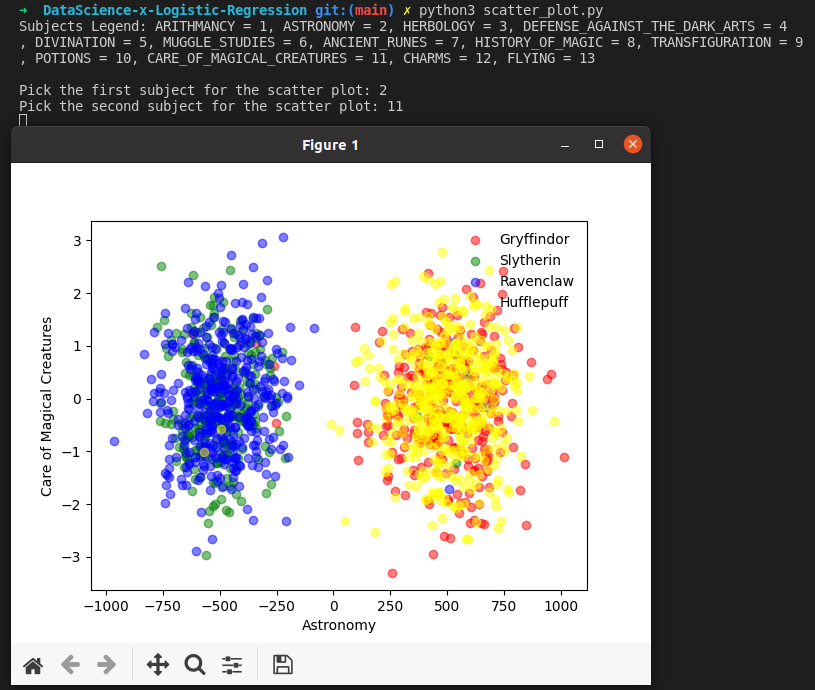 ➜  DataScience-x-Logistic-Regression git:(main) ✗ python3 scatter_plot.py
Subjects Legend: ARITHMANCY = 1, ASTRONOMY = 2, HERBOLOGY = 3, DEFENSE_AGAINST_THE_DARK_ARTS = 4
, DIVINATION = 5, MUGGLE_STUDIES = 6, ANCIENT_RUNES = 7, HISTORY_OF_MAGIC = 8, TRANSFIGURATION = 9
, POTIONS = 10, CARE_OF_MAGICAL_CREATURES = 11, CHARMS = 12, FLYING = 13
Pick the first subject for the scatter plot: 2
Pick the second subject for the scatter plot: 11
Figure 1
Gryffindor
Slytherin
Ravenclaw
Hufflepuff
3
2
1
0
−1
−2
−3
Care of Magical Creatures
−1000 −750 −500 −250 0 250 500 750 1000
Astronomy